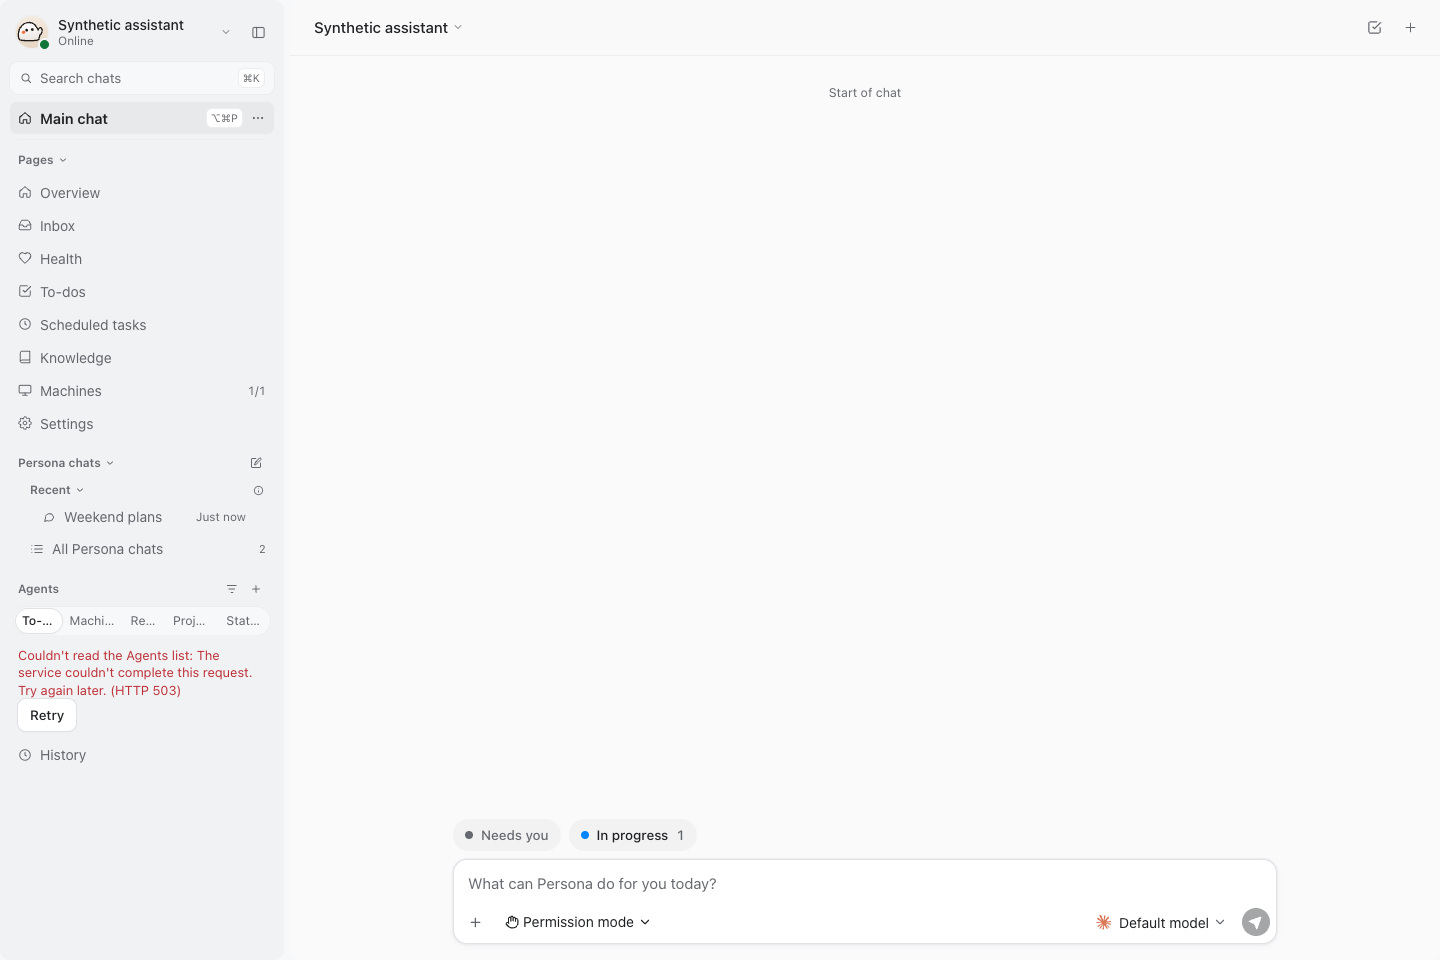 Synthetic assistant
Online
Search chats ⌘K
Main chat ⌥⌘P
Pages
Overview
Inbox
Health
To-dos
Scheduled tasks
Knowledge
Machines 1/1
Settings
Persona chats
Recent
Weekend plans Just now
All Persona chats 2
Agents
To-... Machi... Re... Proj... Stat...
Couldn't read the Agents list: The
service couldn't complete this request.
Try again later. (HTTP 503)
Retry
History
Synthetic assistant
Start of chat
Needs you In progress 1
What can Persona do for you today?
Permission mode Default model